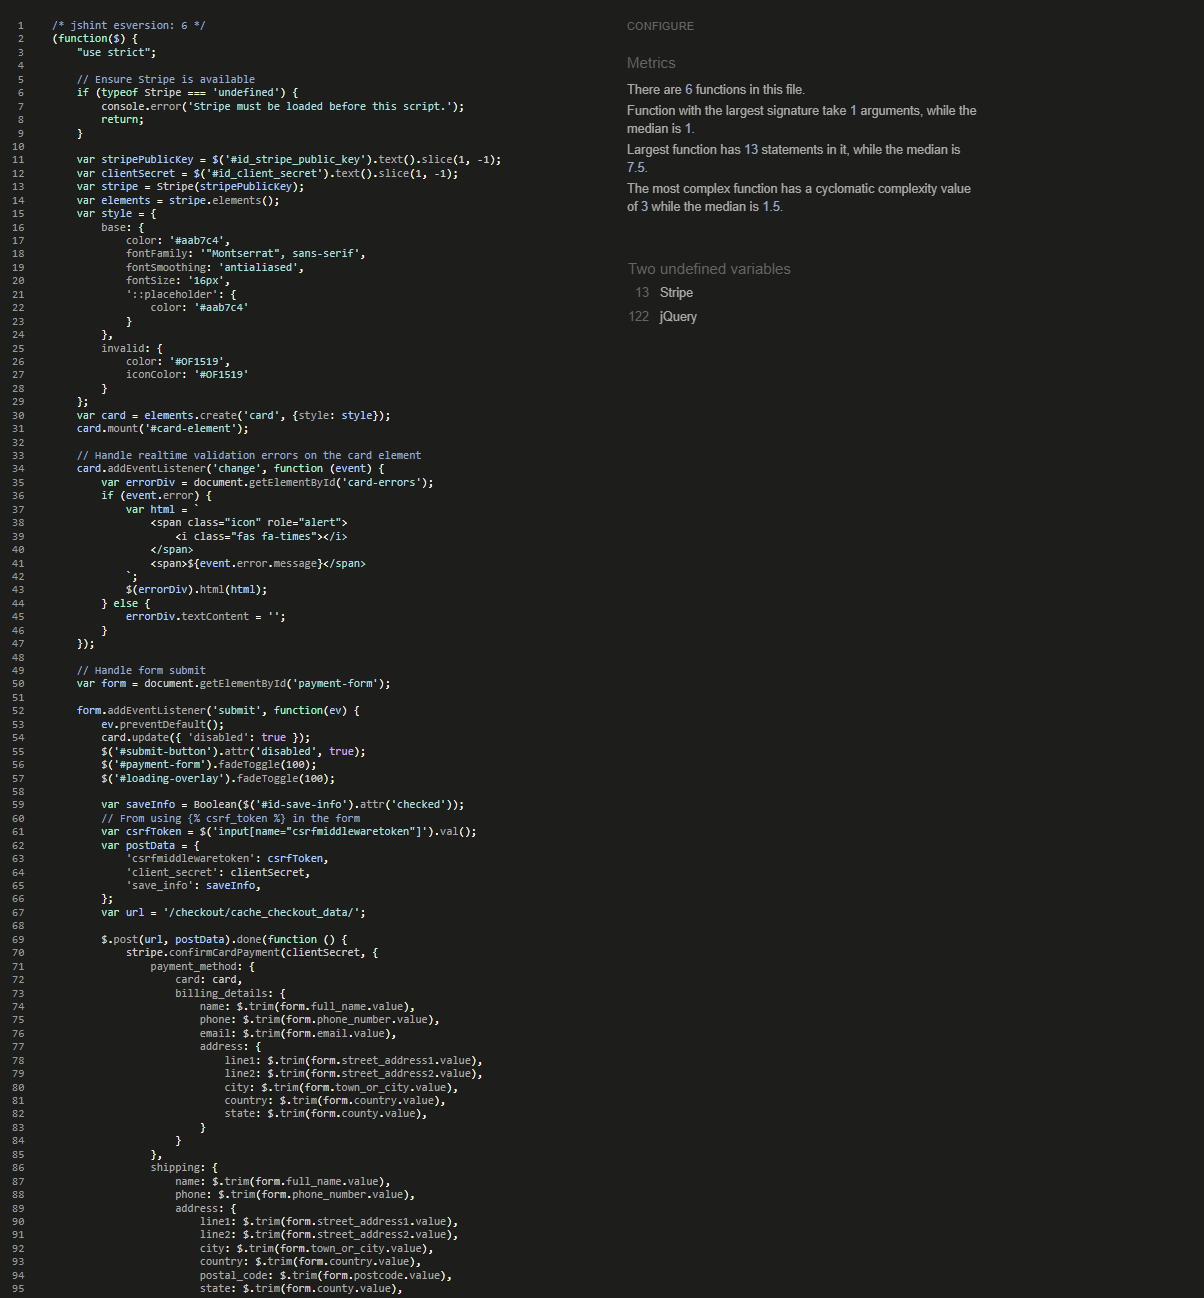 1 /* jshint esversion: 6 */
2 (function($) {
3 "use strict";
4
5 // Ensure Stripe is available
6 if (typeof Stripe === 'undefined') {
7 console.error('Stripe must be loaded before this script.');
8 return;
9 }
10
11 var stripePublicKey = $('#id_stripe_public_key').text().slice(1, -1);
12 var clientSecret = $('#id_client_secret').text().slice(1, -1);
13 var stripe = Stripe(stripePublicKey);
14 var elements = stripe.elements();
15 var style = {
16 base: {
17 color: '#aab7c4',
18 fontFamily: '"Montserrat", sans-serif',
19 fontSmoothing: 'antialiased',
20 fontSize: '16px',
21 '::placeholder': {
22 color: '#aab7c4'
23 }
24 },
25 invalid: {
26 color: '#OF1519',
27 iconColor: '#OF1519'
28 }
29 };
30 var card = elements.create('card', {style: style});
31 card.mount('#card-element');
32
33 // Handle realtime validation errors on the card element
34 card.addEventListener('change', function (event) {
35 var errorDiv = document.getElementById('card-errors');
36 if (event.error) {
37 var html = `
38 <span class="icon" role="alert">
39 <i class="fas fa-times"></i>
40 </span>
41 <span>${event.error.message}</span>
42 `;
43 $(errorDiv).html(html);
44 } else {
45 errorDiv.textContent = '';
46 }
47 });
48
49 // Handle form submit
50 var form = document.getElementById('payment-form');
51
52 form.addEventListener('submit', function(ev) {
53 ev.preventDefault();
54 card.update({ 'disabled': true });
55 $('#submit-button').attr('disabled', true);
56 $('#payment-form').fadeToggle(100);
57 $('#loading-overlay').fadeToggle(100);
58
59 var saveInfo = Boolean($('#id-save-info').attr('checked'));
60 // From using {% csrf_token %} in the form
61 var csrfToken = $('input[name="csrfmiddlewaretoken"]').val();
62 var postData = {
63 'csrfmiddlewaretoken': csrfToken,
64 'client_secret': clientSecret,
65 'save_info': saveInfo,
66 };
67 var url = '/checkout/cache_checkout_data/';
68
69 $.post(url, postData).done(function () {
70 stripe.confirmCardPayment(clientSecret, {
71 payment_method: {
72 card: card,
73 billing_details: {
74 name: $.trim(form.full_name.value),
75 phone: $.trim(form.phone_number.value),
76 email: $.trim(form.email.value),
77 address: {
78 line1: $.trim(form.street_address1.value),
79 line2: $.trim(form.street_address2.value),
80 city: $.trim(form.town_or_city.value),
81 country: $.trim(form.country.value),
82 state: $.trim(form.county.value),
83 }
84 }
85 },
86 shipping: {
87 name: $.trim(form.full_name.value),
88 phone: $.trim(form.phone_number.value),
89 address: {
90 line1: $.trim(form.street_address1.value),
91 line2: $.trim(form.street_address2.value),
92 city: $.trim(form.town_or_city.value),
93 country: $.trim(form.country.value),
94 postal_code: $.trim(form.postcode.value),
95 state: $.trim(form.county.value),
CONFIGURE
Metrics
There are 6 functions in this file.
Function with the largest signature take 1 arguments, while the
median is 1.
Largest function has 13 statements in it, while the median is
7.5.
The most complex function has a cyclomatic complexity value
of 3 while the median is 1.5.
Two undefined variables
13 Stripe
122 jQuery